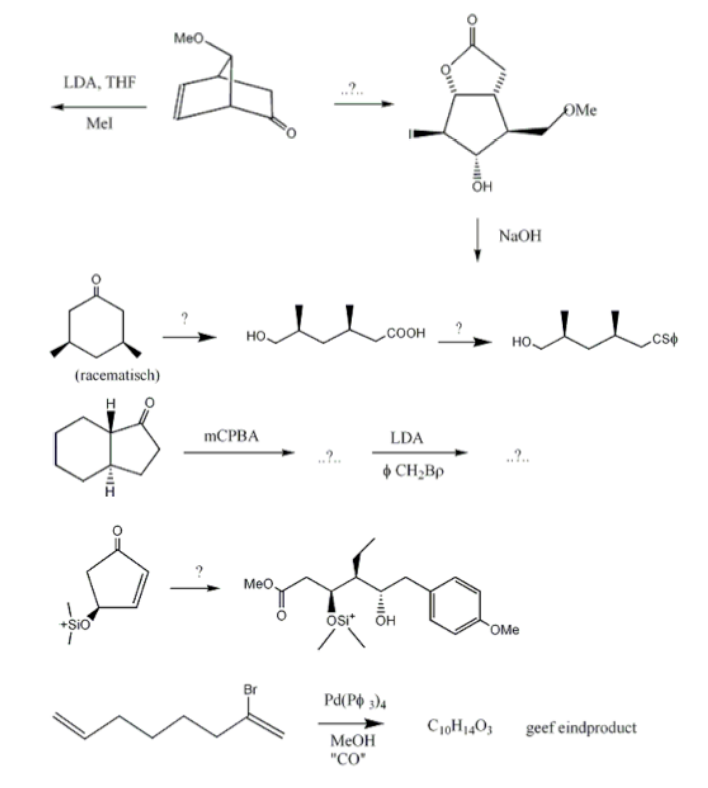 MeO
LDA, THF
MeI
O
..?..
O
O
OMe
I
OH
NaOH
O
(racematisch)
?
HO
COOH
?
HO
CSϕ
H
O
H
mCPBA
..?..
LDA
ϕ CH₂Bρ
..?..
O
+SiO
?
MeO
O
OSi+
OH
OMe
Br
Pd(Pϕ ₃)₄
MeOH
"CO"
C₁₀H₁₄O₃
geef eindproduct